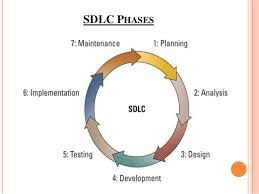 SDLC PHASES
7: Maintenance
1: Planning
6: Implementation
2: Analysis
SDLC
5: Testing
3: Design
4: Development